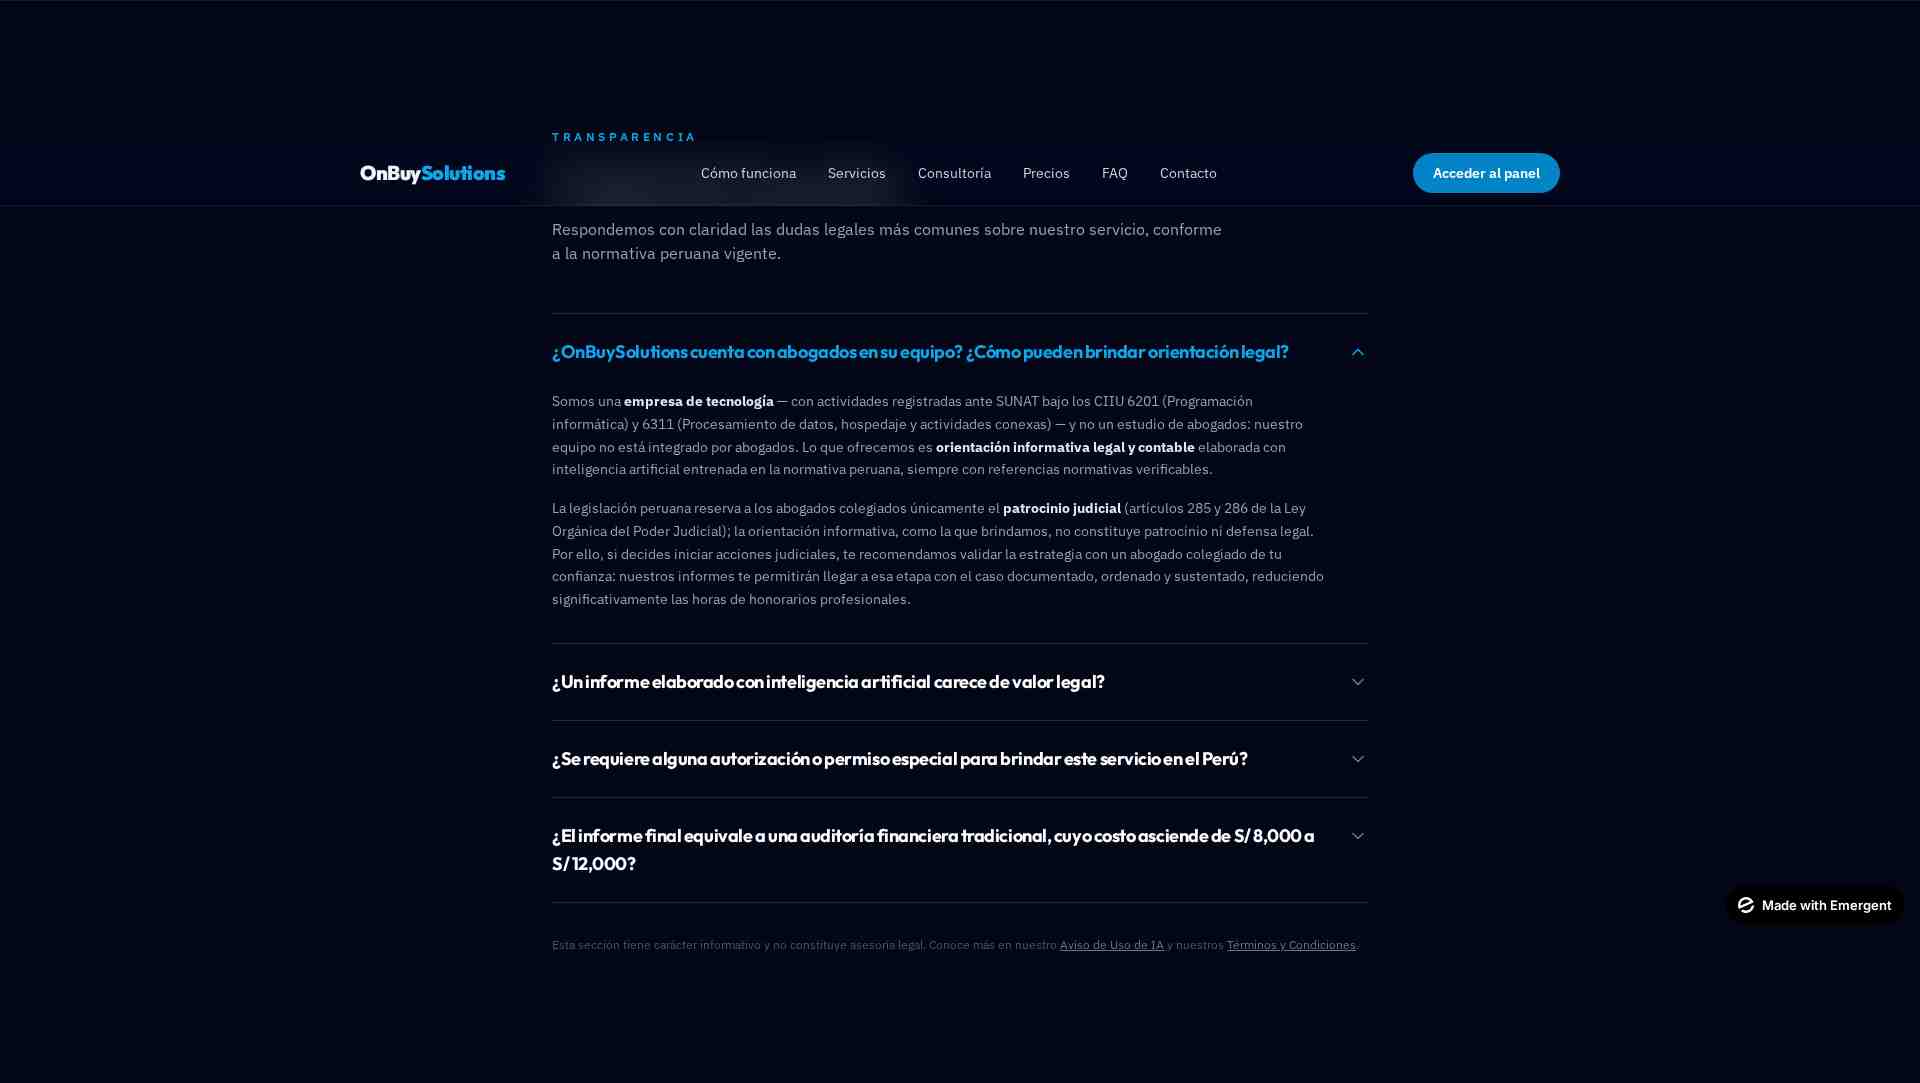 TRANSPARENCIA
OnBuySolutions
Cómo funciona
Servicios
Consultoría
Precios
FAQ
Contacto
Acceder al panel
Respondemos con claridad las dudas legales más comunes sobre nuestro servicio, conforme
a la normativa peruana vigente.
¿OnBuySolutions cuenta con abogados en su equipo? ¿Cómo pueden brindar orientación legal?
Somos una empresa de tecnología — con actividades registradas ante SUNAT bajo los CIIU 6201 (Programación
informática) y 6311 (Procesamiento de datos, hospedaje y actividades conexas) — y no un estudio de abogados: nuestro
equipo no está integrado por abogados. Lo que ofrecemos es orientación informativa legal y contable elaborada con
inteligencia artificial entrenada en la normativa peruana, siempre con referencias normativas verificables.
La legislación peruana reserva a los abogados colegiados únicamente el patrocinio judicial (artículos 285 y 286 de la Ley
Orgánica del Poder Judicial); la orientación informativa, como la que brindamos, no constituye patrocinio ni defensa legal.
Por ello, si decides iniciar acciones judiciales, te recomendamos validar la estrategia con un abogado colegiado de tu
confianza: nuestros informes te permitirán llegar a esa etapa con el caso documentado, ordenado y sustentado, reduciendo
significativamente las horas de honorarios profesionales.
¿Un informe elaborado con inteligencia artificial carece de valor legal?
¿Se requiere alguna autorización o permiso especial para brindar este servicio en el Perú?
¿El informe final equivale a una auditoría financiera tradicional, cuyo costo asciende de S/ 8,000 a
S/ 12,000?
Made with Emergent
Esta sección tiene carácter informativo y no constituye asesoría legal. Conoce más en nuestro Aviso de Uso de IA y nuestros Términos y Condiciones.